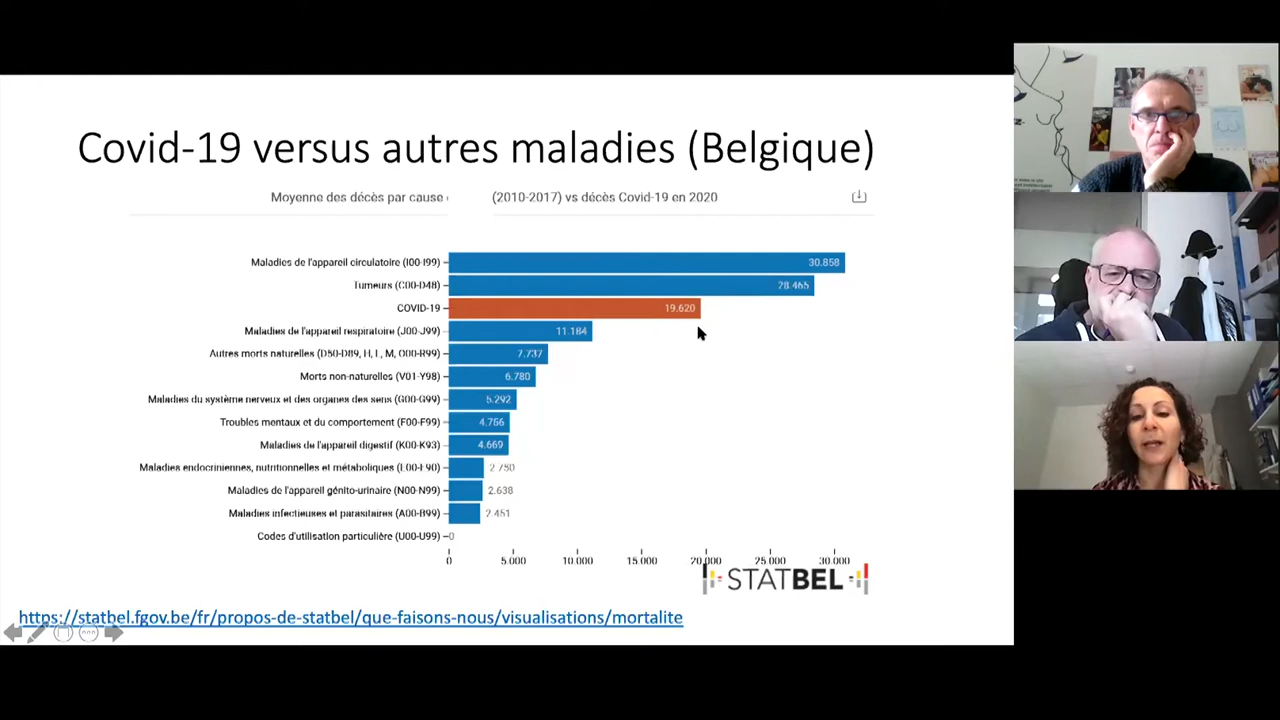 Covid-19 versus autres maladies (Belgique)
Moyenne des décès par cause (2010-2017) vs décès Covid-19 en 2020
Maladies de l'appareil circulatoire (I00-I99) 30.858
Tumeurs (C00-D48) 28.465
COVID-19 19.620
Maladies de l'appareil respiratoire (J00-J99) 11.184
Autres morts naturelles (D50-D89, H, L, M, O00-R99) 7.737
Morts non-naturelles (V01-Y98) 6.780
Maladies du système nerveux et des organes des sens (G00-G99) 5.292
Troubles mentaux et du comportement (F00-F99) 4.766
Maladies de l'appareil digestif (K00-K93) 4.669
Maladies endocriniennes, nutritionnelles et métaboliques (E00-E90) 2.750
Maladies de l'appareil génito-urinaire (N00-N99) 2.638
Maladies infectieuses et parasitaires (A00-B99) 2.451
Codes d'utilisation particulière (U00-U99) 0
0 5.000 10.000 15.000 20.000 25.000 30.000
STATBEL
https://statbel.fgov.be/fr/propos-de-statbel/que-faisons-nous/visualisations/mortalite